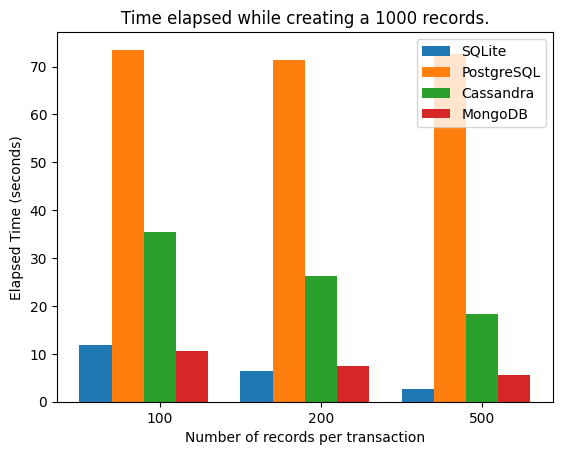 Time elapsed while creating a 1000 records.
SQLite
PostgreSQL
Cassandra
MongoDB
Elapsed Time (seconds)
70
60
50
40
30
20
10
0
100 200 500
Number of records per transaction